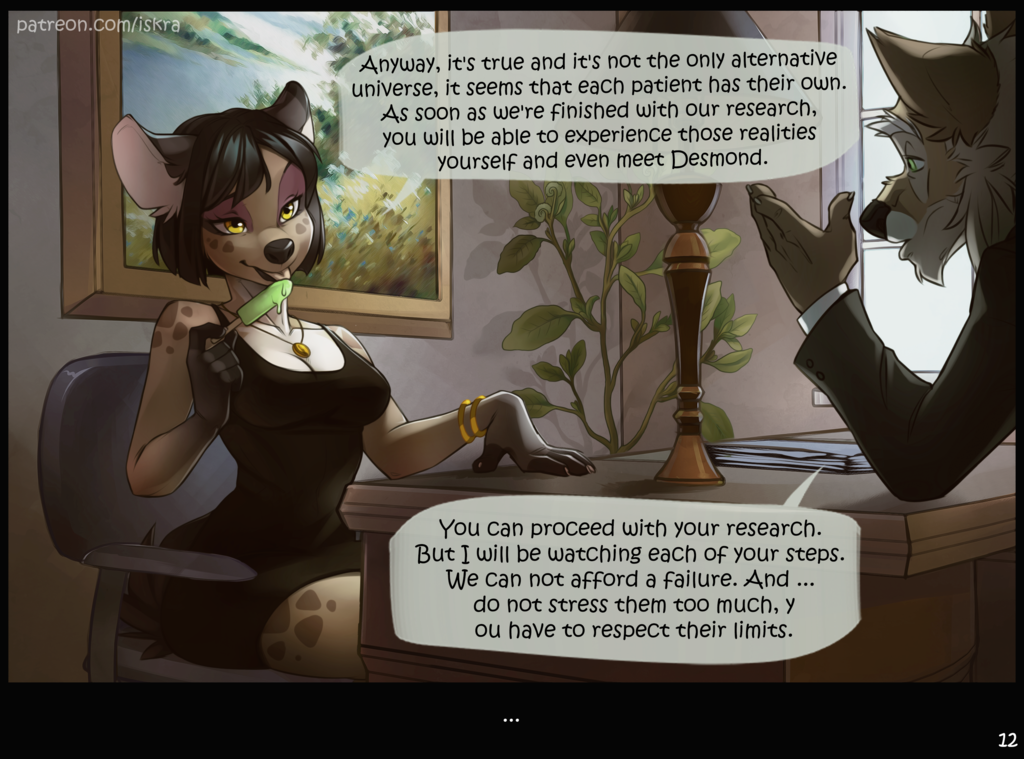 patreon.com/iskra
Anyway, it's true and it's not the only alternative
universe, it seems that each patient has their own.
As soon as we're finished with our research,
you will be able to experience those realities
yourself and even meet Desmond.
You can proceed with your research.
But I will be watching each of your steps.
We can not afford a failure. And ...
do not stress them too much, y
ou have to respect their limits.
...
12